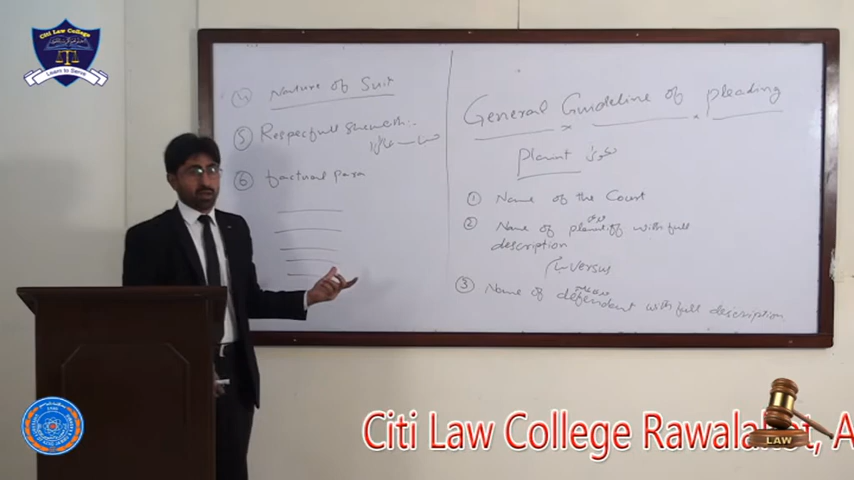 Citi Law College
Learn to Serve
④ Nature of Suit
⑤ Respectfull Sheweth:.
⑥ factual para
General Guideline of pleading
Plaint دعویٰ
① Name of the Court
② Name of plaintiff with full
description
Versus
③ Name of defendant with full description
Citi Law College Rawalakot, A
LAW